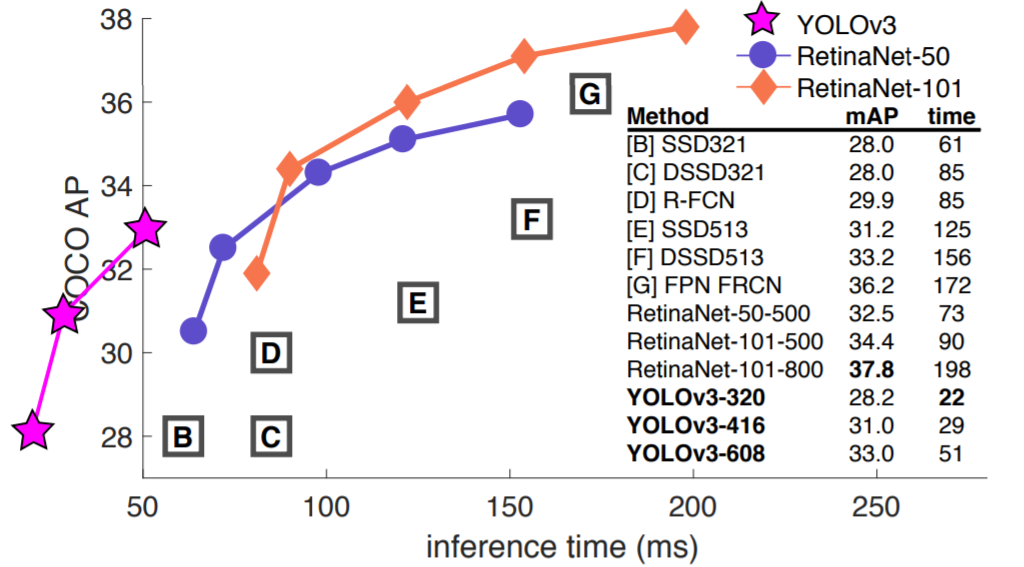 38
36
34
32
30
28
COCO AP
50
100
150
200
250
inference time (ms)
B
C
D
E
F
G
YOLOv3
RetinaNet-50
RetinaNet-101
Method mAP time
[B] SSD321 28.0 61
[C] DSSD321 28.0 85
[D] R-FCN 29.9 85
[E] SSD513 31.2 125
[F] DSSD513 33.2 156
[G] FPN FRCN 36.2 172
RetinaNet-50-500 32.5 73
RetinaNet-101-500 34.4 90
RetinaNet-101-800 37.8 198
YOLOv3-320 28.2 22
YOLOv3-416 31.0 29
YOLOv3-608 33.0 51